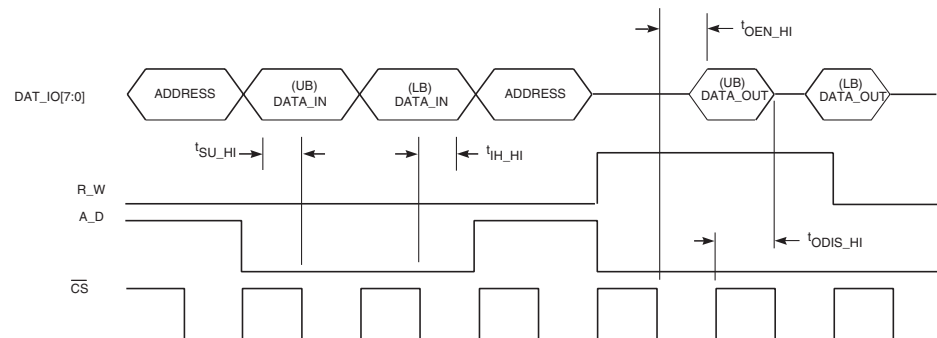 tOEN_HI
DAT_IO[7:0]
ADDRESS
(UB)
DATA_IN
(LB)
DATA_IN
ADDRESS
(UB)
DATA_OUT
(LB)
DATA_OUT
tSU_HI
tIH_HI
R_W
A_D
tODIS_HI
CS